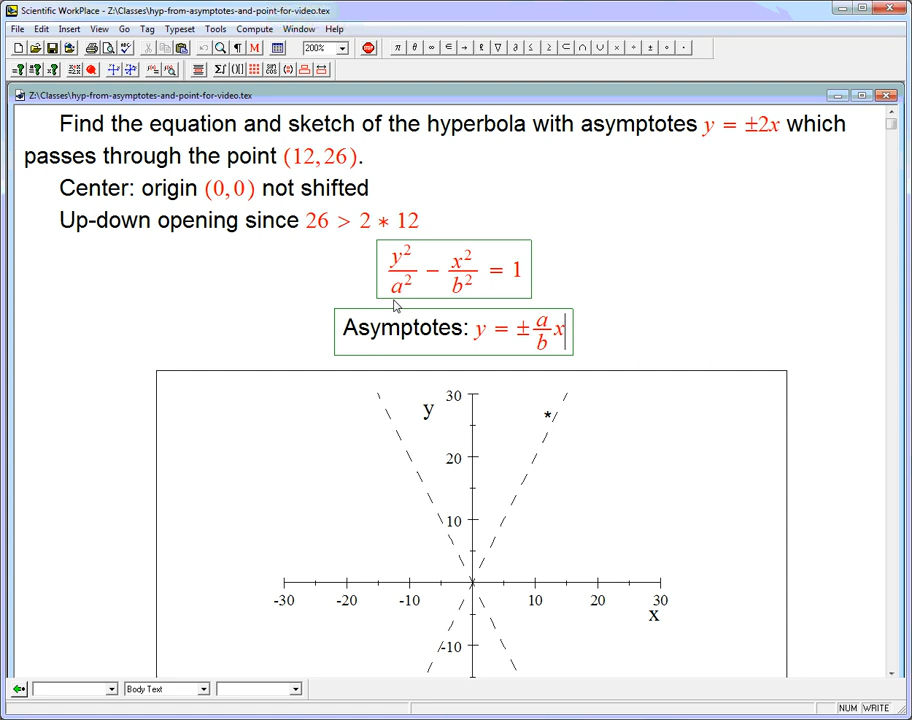 Scientific WorkPlace - Z:\Classes\hyp-from-asymptotes-and-point-for-video.tex
File Edit Insert View Go Tag Typeset Tools Compute Window Help
200%
Z:\Classes\hyp-from-asymptotes-and-point-for-video.tex
Find the equation and sketch of the hyperbola with asymptotes y = ±2x which
passes through the point (12,26).
Center: origin (0,0) not shifted
Up-down opening since 26 > 2 * 12
y²/a² − x²/b² = 1
Asymptotes: y = ±a/b x
30
y
*
20
10
-30 -20 -10 10 20 30
x
-10
Body Text
NUM WRITE